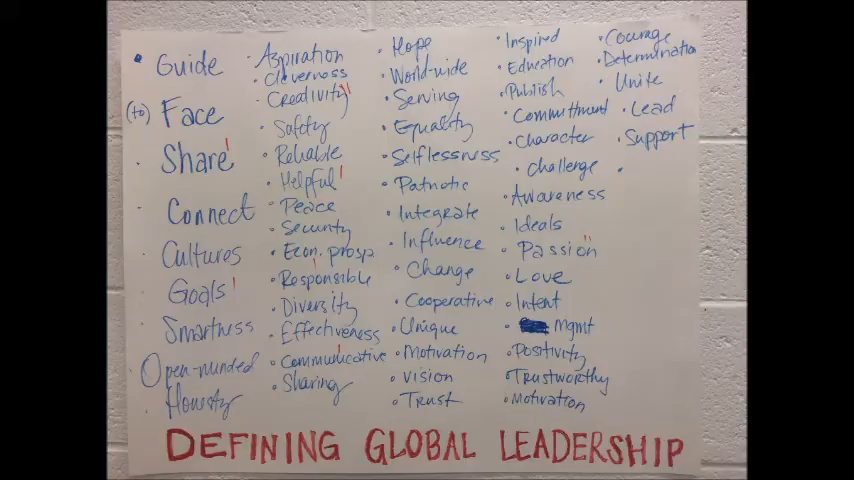 • Guide
(to) Face
· Share
· Connect
· Cultures
· Goals
· Smartness
· Open-minded
· Honesty
· Aspiration
· Cleverness
- Creativity
- Safety
• Reliable
• Helpful
• Peace
• Security
• Econ. prosp
• Responsible
• Diversity
• Effectiveness
• Communicative
• Sharing
• Hope
• World-wide
• Serving
• Equality
• Selflessness
• Patriotic
• Integrate
• Influence
• Change
• Cooperative
• Unique
• Motivation
• Vision
• Trust
• Inspired
• Education
• Publish
• Committment
• Character
• Challenge
• Awareness
• Ideals
• Passion
• Love
• Intent
• Mgmt
• Positivity
• Trustworthy
• Motivation
• Courage
• Determination
• Unite
• Lead
• Support
•
DEFINING GLOBAL LEADERSHIP